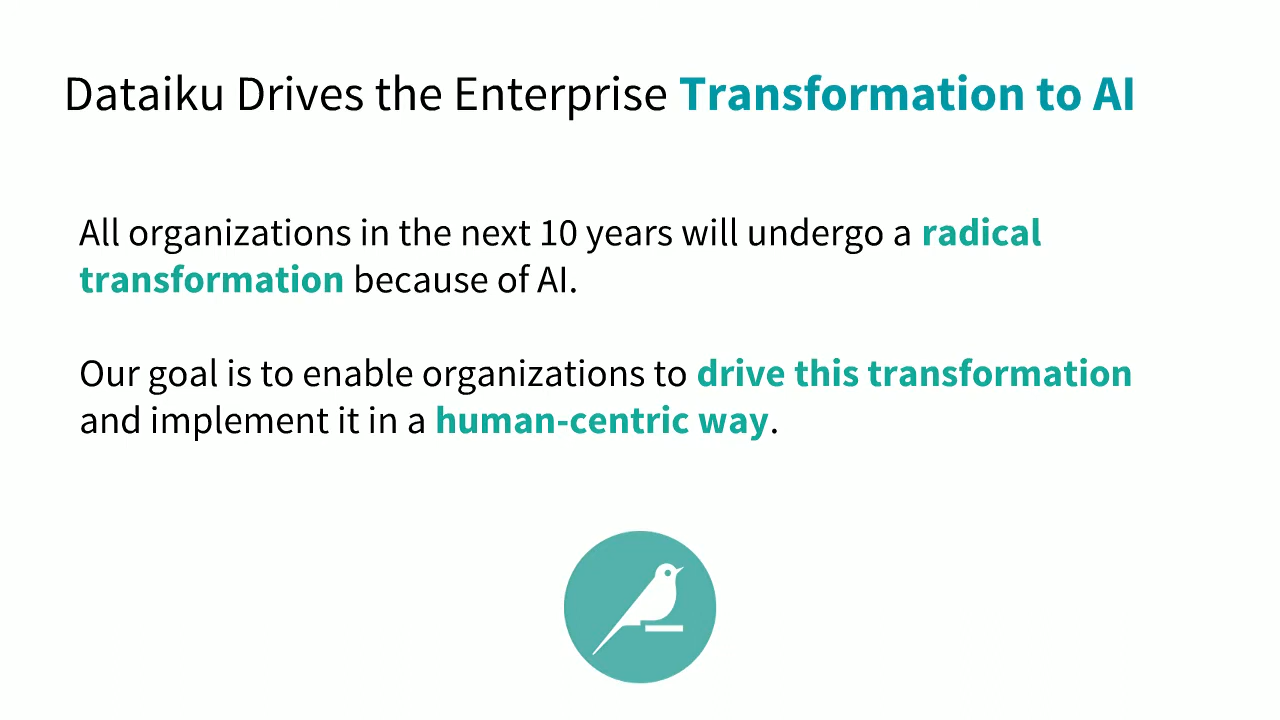 Dataiku Drives the Enterprise Transformation to AI
All organizations in the next 10 years will undergo a radical
transformation because of AI.
Our goal is to enable organizations to drive this transformation
and implement it in a human-centric way.